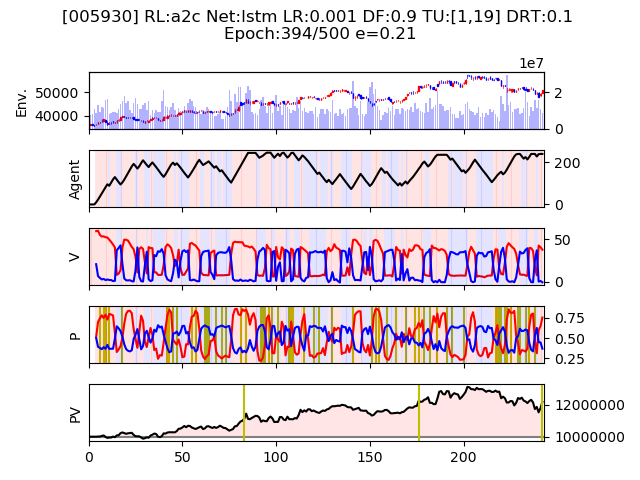 [005930] RL:a2c Net:lstm LR:0.001 DF:0.9 TU:[1,19] DRT:0.1
Epoch:394/500 e=0.21
1e7
Env.
50000
40000
2
0
Agent
200
0
V
50
0
P
0.75
0.50
0.25
PV
12000000
10000000
0 50 100 150 200